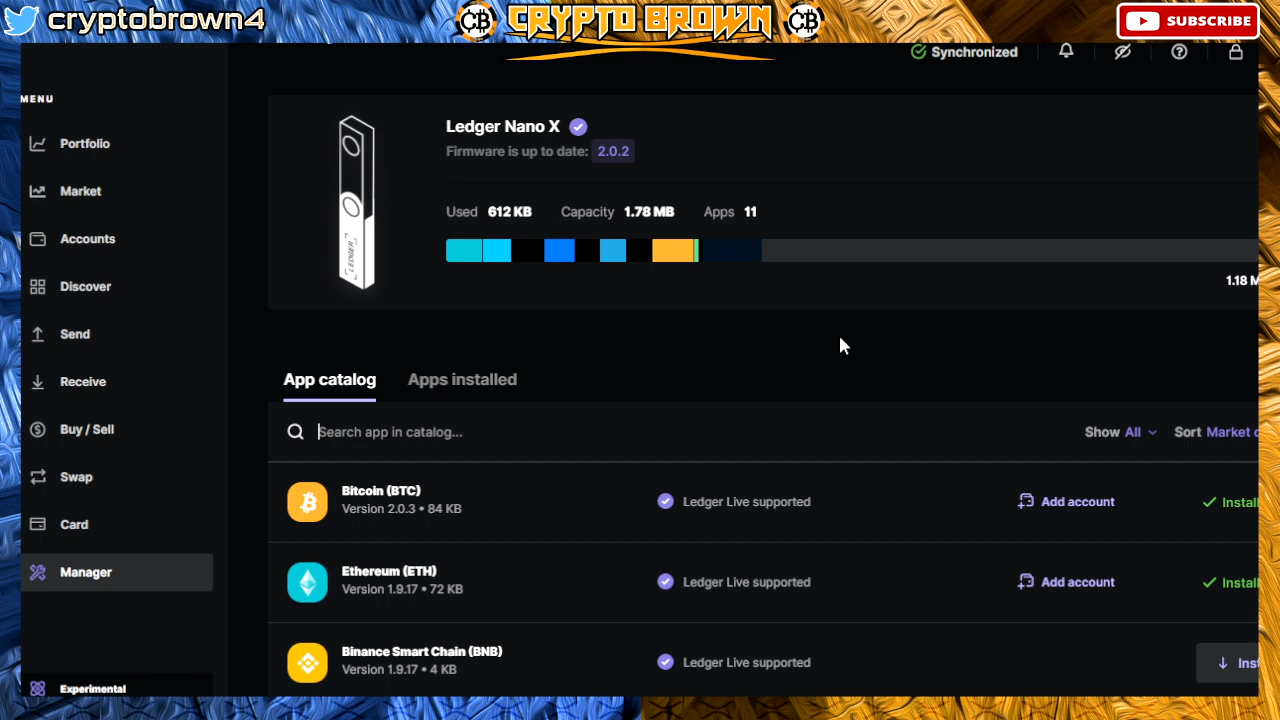 cryptobrown4
CB CRYPTO BROWN CB
SUBSCRIBE
Synchronized
MENU
Portfolio
Market
Accounts
Discover
Send
Receive
Buy / Sell
Swap
Card
Manager
Experimental
LEDGER
Ledger Nano X
Firmware is up to date: 2.0.2
Used 612 KB Capacity 1.78 MB Apps 11
1.18 M
App catalog Apps installed
Search app in catalog...
Show All Sort Market c
Bitcoin (BTC)
Version 2.0.3 • 84 KB
Ledger Live supported
Add account
Install
Ethereum (ETH)
Version 1.9.17 • 72 KB
Ledger Live supported
Add account
Install
Binance Smart Chain (BNB)
Version 1.9.17 • 4 KB
Ledger Live supported
Inst